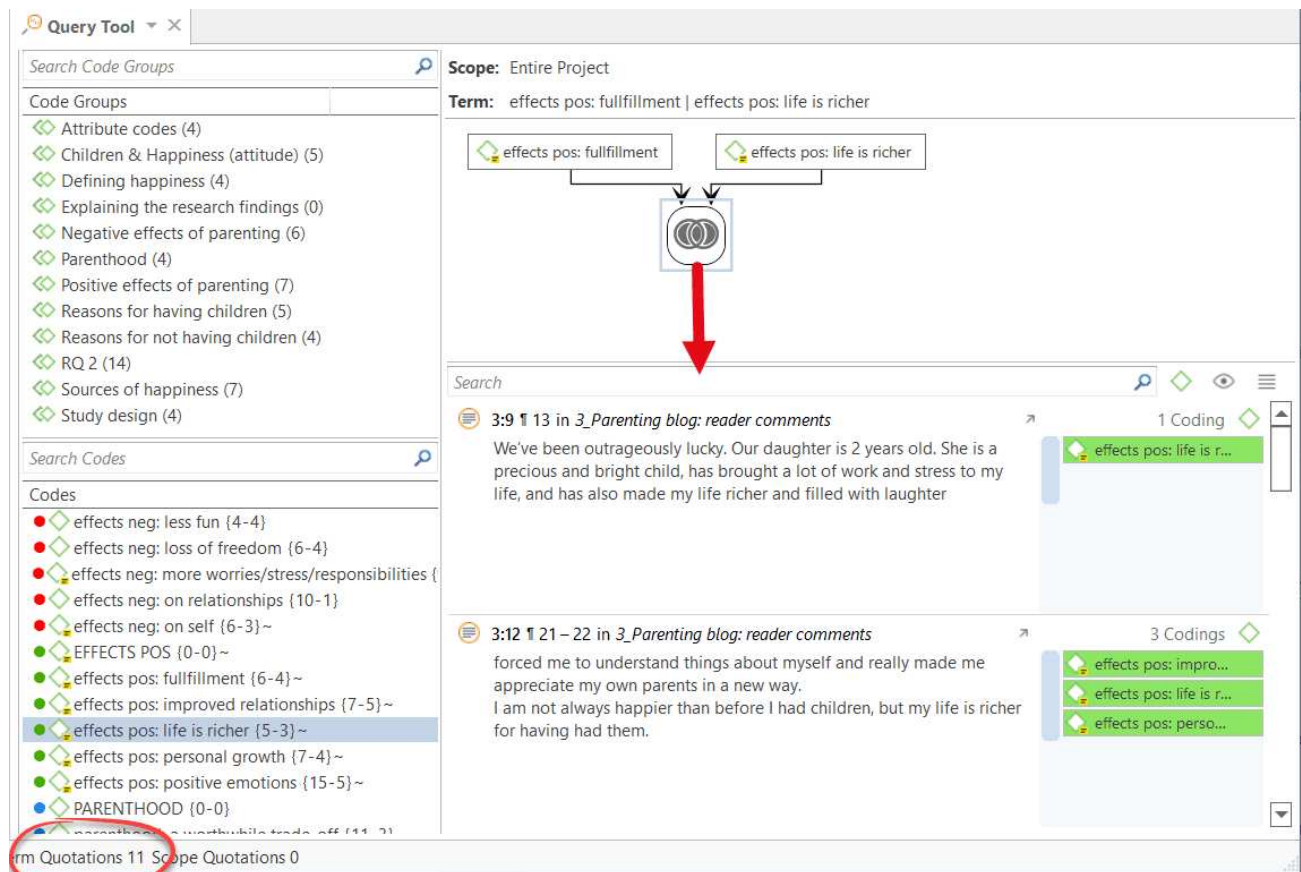 Query Tool
Search Code Groups
Code Groups
Attribute codes (4)
Children & Happiness (attitude) (5)
Defining happiness (4)
Explaining the research findings (0)
Negative effects of parenting (6)
Parenthood (4)
Positive effects of parenting (7)
Reasons for having children (5)
Reasons for not having children (4)
RQ 2 (14)
Sources of happiness (7)
Study design (4)
Search Codes
Codes
effects neg: less fun {4-4}
effects neg: loss of freedom {6-4}
effects neg: more worries/stress/responsibilities {
effects neg: on relationships {10-1}
effects neg: on self {6-3}~
EFFECTS POS {0-0}~
effects pos: fullfillment {6-4}~
effects pos: improved relationships {7-5}~
effects pos: life is richer {5-3}~
effects pos: personal growth {7-4}~
effects pos: positive emotions {15-5}~
PARENTHOOD {0-0}
Scope: Entire Project
Term: effects pos: fullfillment | effects pos: life is richer
effects pos: fullfillment
effects pos: life is richer
Search
3:9 ¶ 13 in 3_Parenting blog: reader comments
1 Coding
We've been outrageously lucky. Our daughter is 2 years old. She is a
precious and bright child, has brought a lot of work and stress to my
life, and has also made my life richer and filled with laughter
effects pos: life is r...
3:12 ¶ 21 – 22 in 3_Parenting blog: reader comments
3 Codings
forced me to understand things about myself and really made me
appreciate my own parents in a new way.
I am not always happier than before I had children, but my life is richer
for having had them.
effects pos: impro...
effects pos: life is r...
effects pos: perso...
rm Quotations 11 Scope Quotations 0